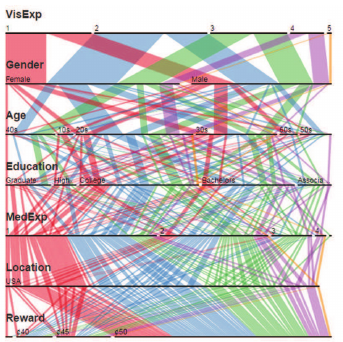 VisExp
1 2 3 4 5
Gender
Female Male
Age
40s 10s 20s 30s 60s 50s
Education
Graduate High College Bachelors Associa
MedExp
1 2 3 4
Location
USA
Reward
¢40 ¢45 ¢50